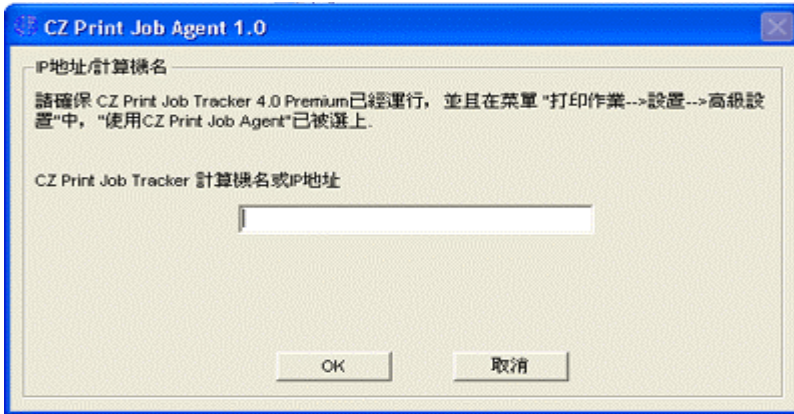 CZ Print Job Agent 1.0
IP地址/計算機名
請確保 CZ Print Job Tracker 4.0 Premium已經運行， 並且在菜單 "打印作業-->設置-->高級設
置"中， "使用CZ Print Job Agent"已被選上.
CZ Print Job Tracker 計算機名或IP地址
OK
取消